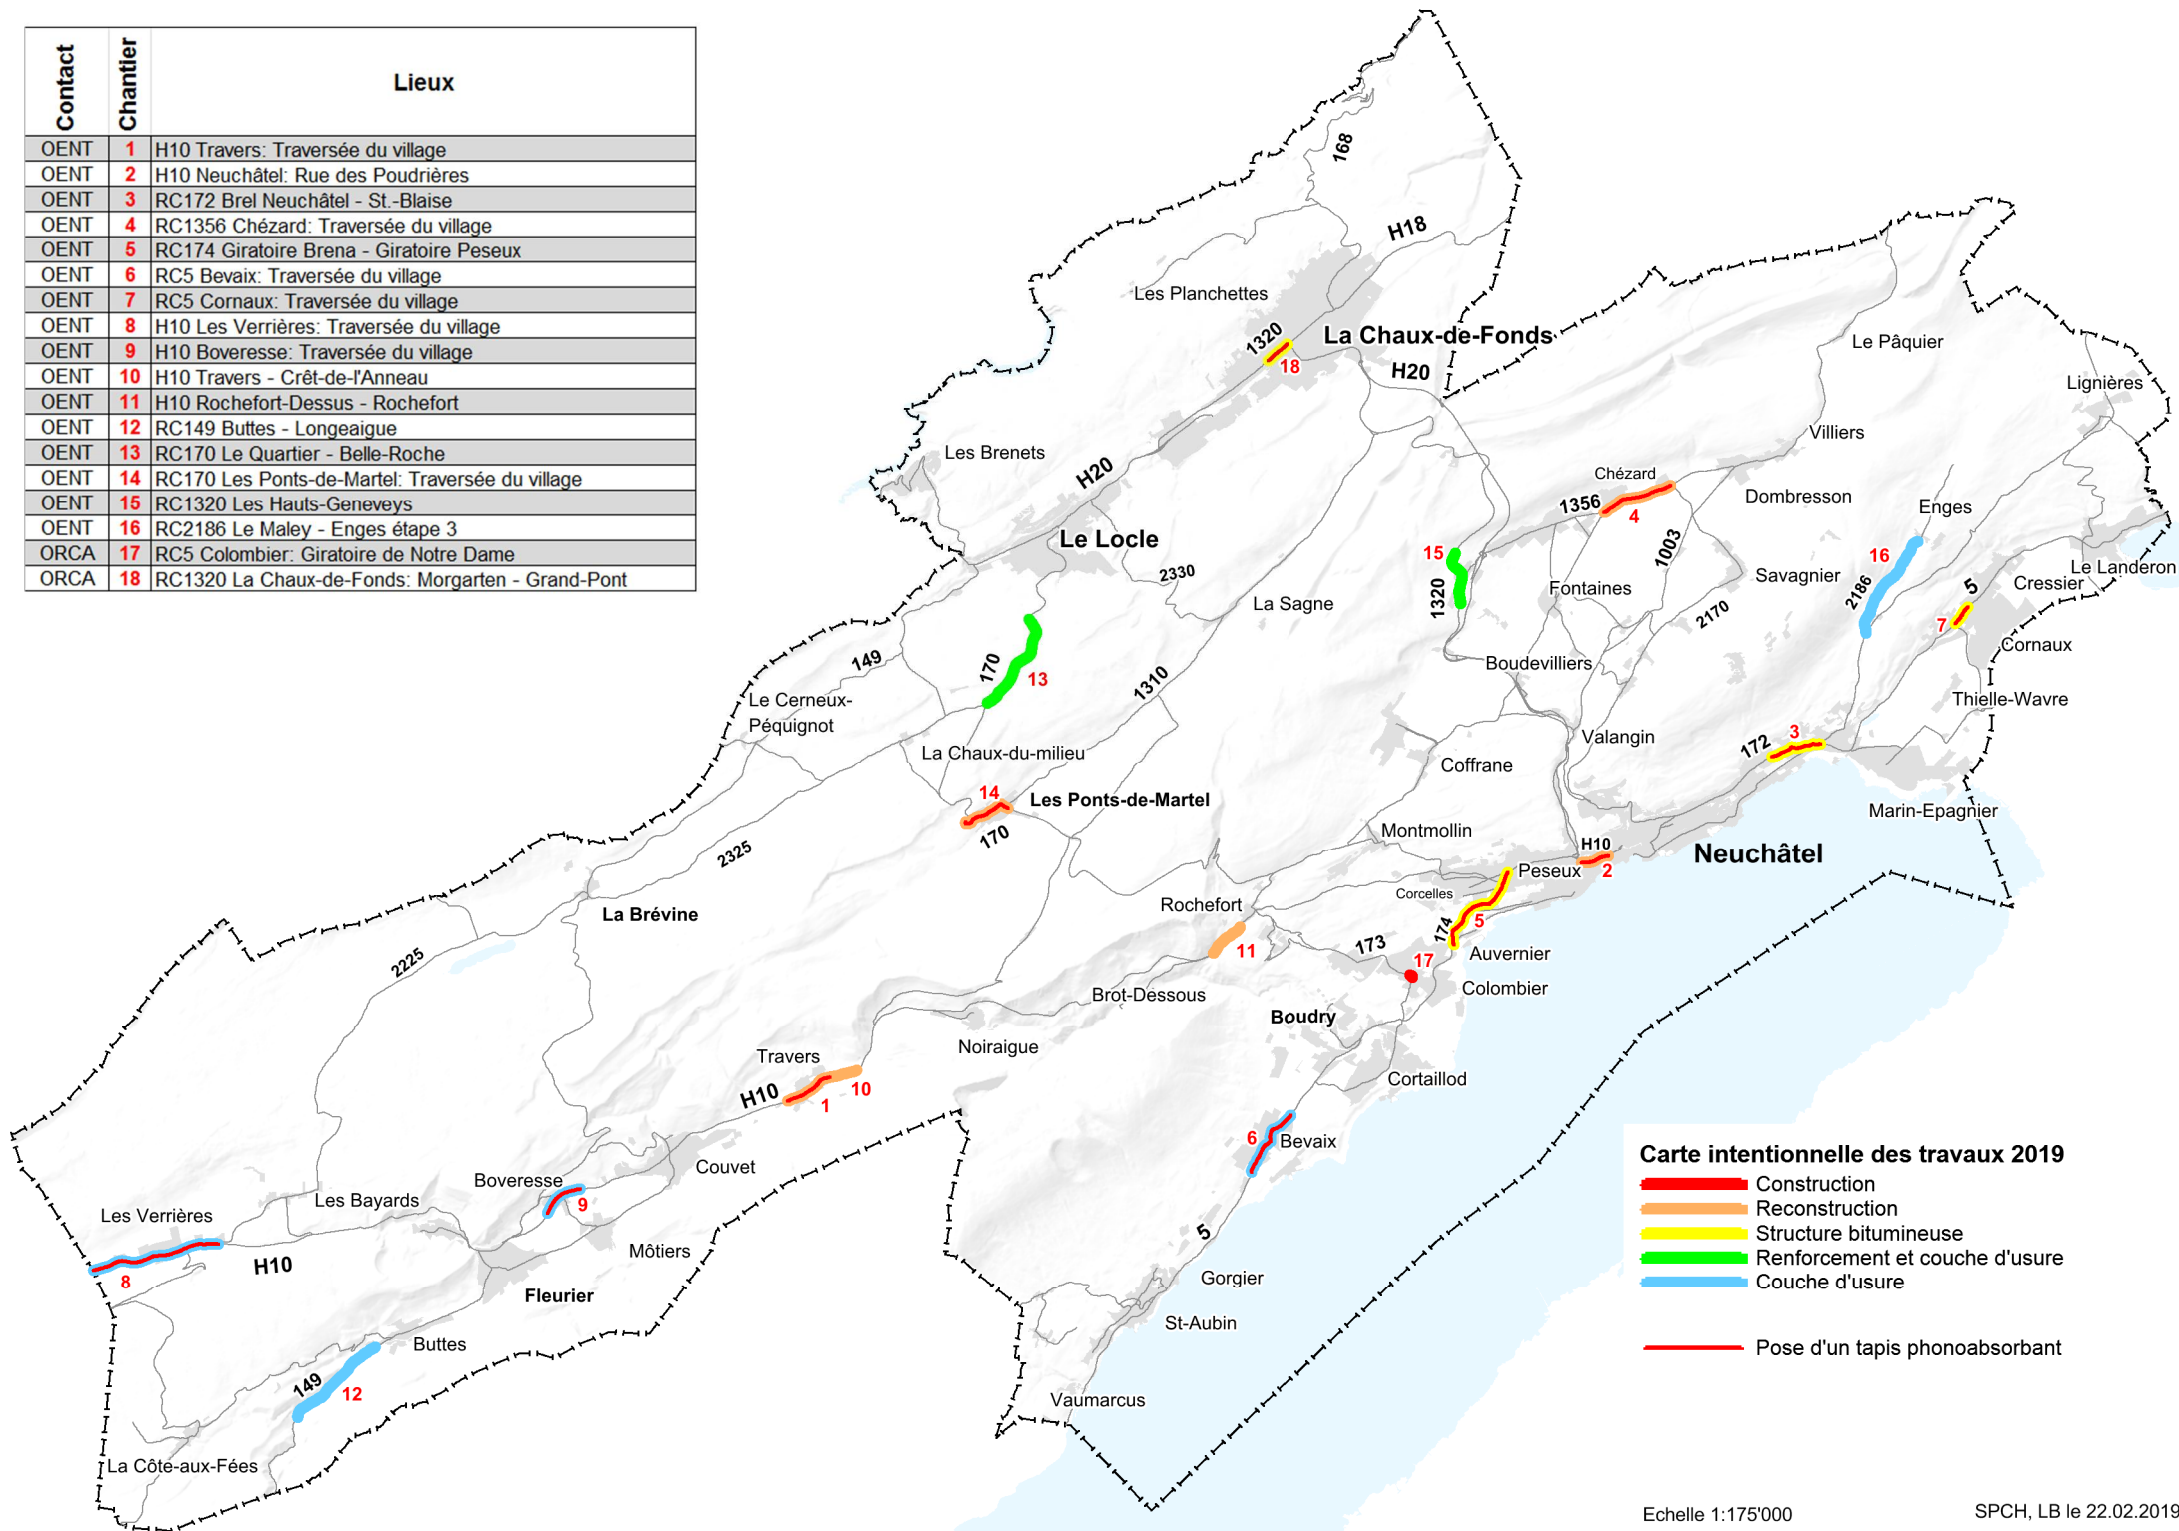 Contact Chantier Lieux
OENT 1 H10 Travers: Traversée du village
OENT 2 H10 Neuchâtel: Rue des Poudrières
OENT 3 RC172 Brel Neuchâtel - St.-Blaise
OENT 4 RC1356 Chézard: Traversée du village
OENT 5 RC174 Giratoire Brena - Giratoire Peseux
OENT 6 RC5 Bevaix: Traversée du village
OENT 7 RC5 Cornaux: Traversée du village
OENT 8 H10 Les Verrières: Traversée du village
OENT 9 H10 Boveresse: Traversée du village
OENT 10 H10 Travers - Crêt-de-l'Anneau
OENT 11 H10 Rochefort-Dessus - Rochefort
OENT 12 RC149 Buttes - Longeaigue
OENT 13 RC170 Le Quartier - Belle-Roche
OENT 14 RC170 Les Ponts-de-Martel: Traversée du village
OENT 15 RC1320 Les Hauts-Geneveys
OENT 16 RC2186 Le Maley - Enges étape 3
ORCA 17 RC5 Colombier: Giratoire de Notre Dame
ORCA 18 RC1320 La Chaux-de-Fonds: Morgarten - Grand-Pont
168
H18
Les Planchettes
1320
La Chaux-de-Fonds
18
H20
Le Pâquier
Lignières
Villiers
Les Brenets
H20
Chézard
1356
4
Dombresson
Enges
Le Locle
15
1320
1003
16
2186
5
Le Landeron
Cressier
2330
La Sagne
Fontaines
Savagnier
2170
7
Cornaux
149
170
13
1310
Boudevilliers
Le Cerneux-
Péquignot
Thielle-Wavre
La Chaux-du-milieu
Valangin
172
3
Coffrane
14
Les Ponts-de-Martel
170
Marin-Epagnier
Montmollin
2325
H10
2
Neuchâtel
Peseux
Corcelles
Rochefort
La Brévine
174
5
11
173
Auvernier
17
2225
Brot-Dessous
Colombier
Boudry
Noiraigue
Travers
H10
1
10
Cortaillod
6
Bevaix
Couvet
Boveresse
9
Les Bayards
Les Verrières
8
H10
Môtiers
5
Gorgier
Fleurier
St-Aubin
Buttes
149
12
Vaumarcus
La Côte-aux-Fées
Carte intentionnelle des travaux 2019
Construction
Reconstruction
Structure bitumineuse
Renforcement et couche d'usure
Couche d'usure
Pose d'un tapis phonoabsorbant
Echelle 1:175'000
SPCH, LB le 22.02.2019